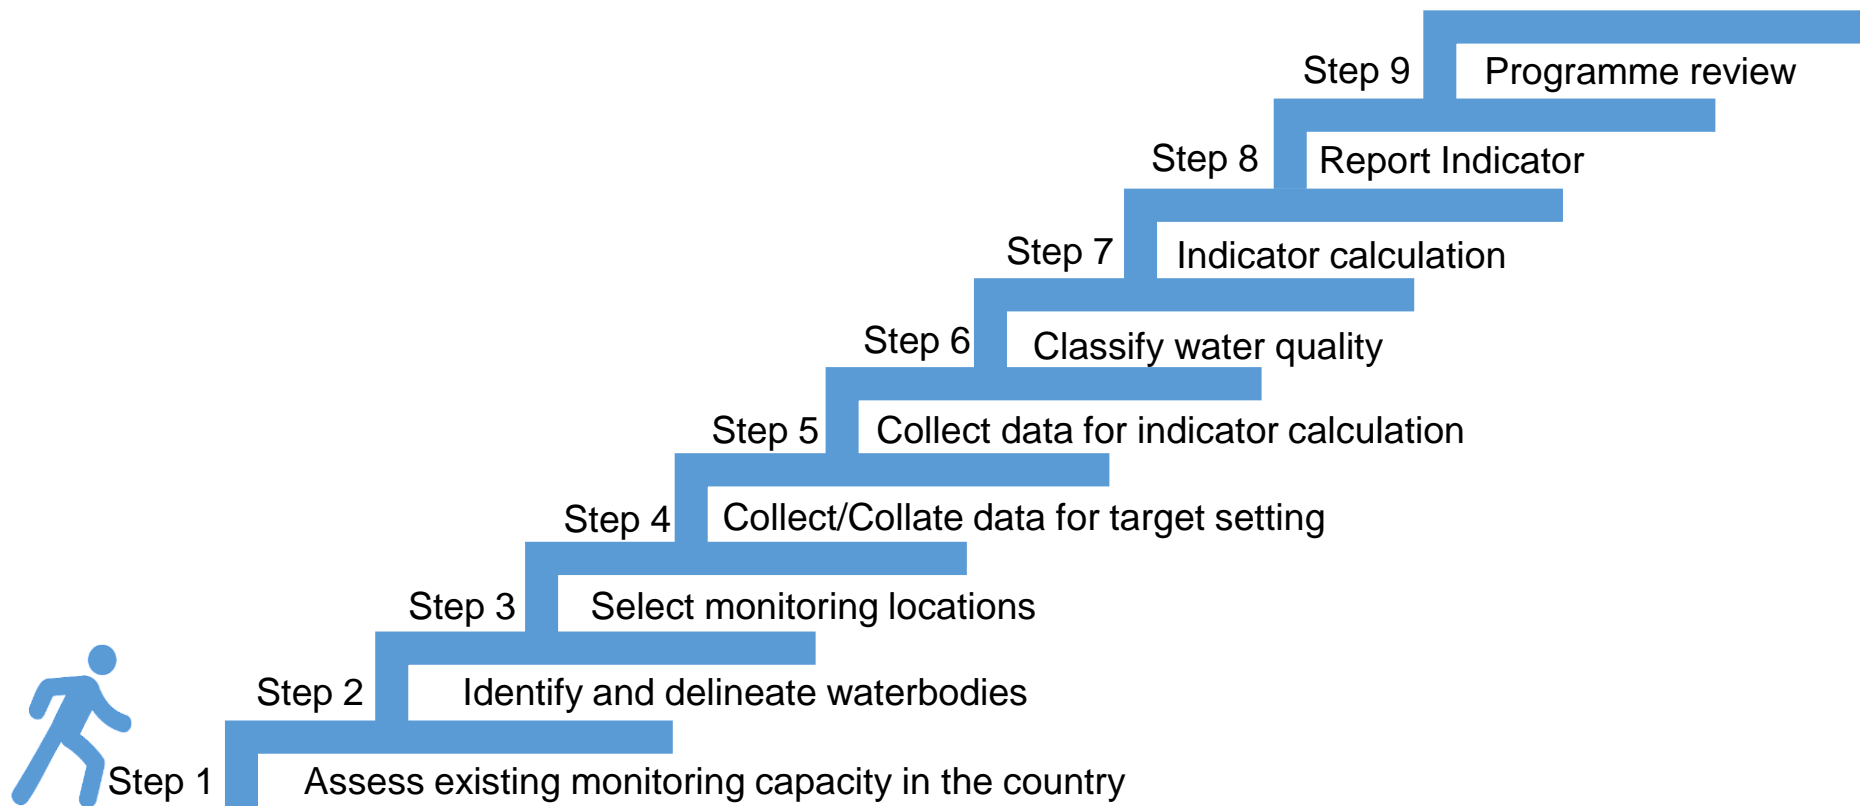 Step 9 Programme review
Step 8 Report Indicator
Step 7 Indicator calculation
Step 6 Classify water quality
Step 5 Collect data for indicator calculation
Step 4 Collect/Collate data for target setting
Step 3 Select monitoring locations
Step 2 Identify and delineate waterbodies
Step 1 Assess existing monitoring capacity in the country